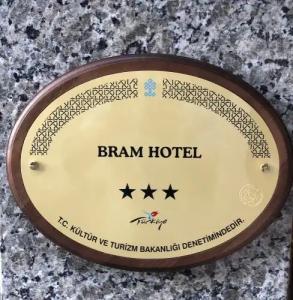 BRAM HOTEL
★★★
Türkiye
T.C. KÜLTÜR VE TURİZM BAKANLIĞI DENETİMİNDEDİR.